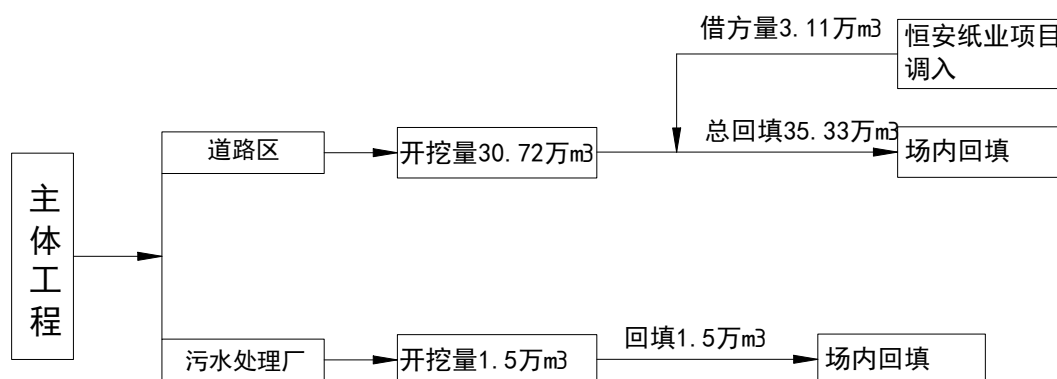 借方量3.11万m3
恒安纸业项目
调入
道路区
开挖量30.72万m3
总回填35.33万m3
场内回填
主体工程
污水处理厂
开挖量1.5万m3
回填1.5万m3
场内回填